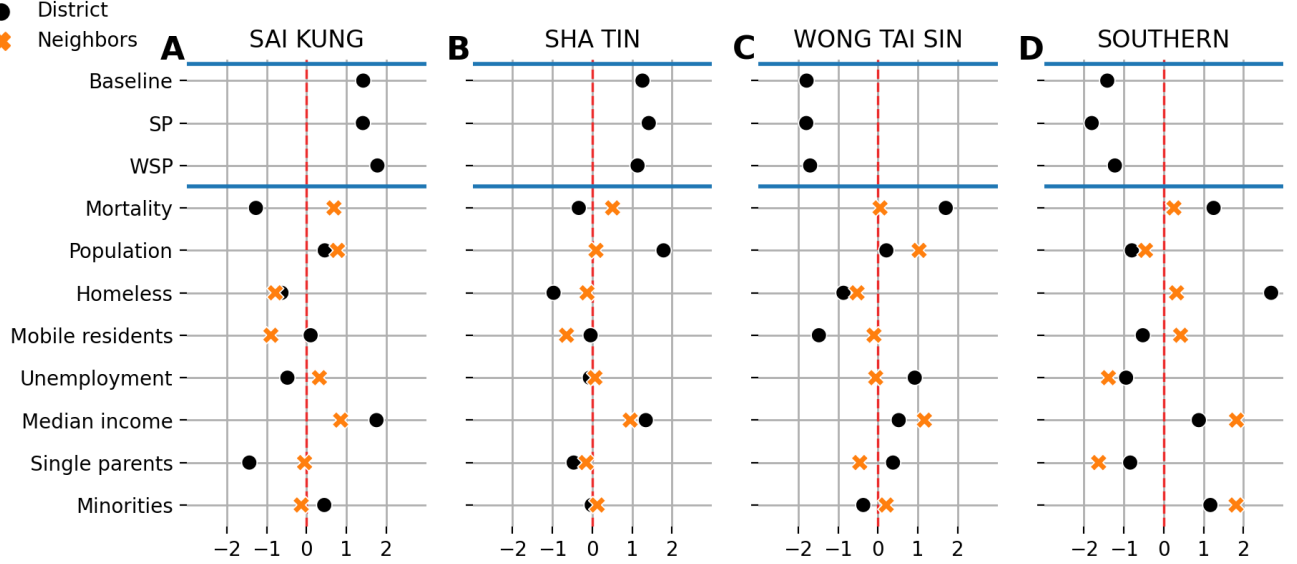 District
Neighbors
A SAI KUNG B SHA TIN C WONG TAI SIN D SOUTHERN
Baseline
SP
WSP
Mortality
Population
Homeless
Mobile residents
Unemployment
Median income
Single parents
Minorities
−2 −1 0 1 2 −2 −1 0 1 2 −2 −1 0 1 2 −2 −1 0 1 2